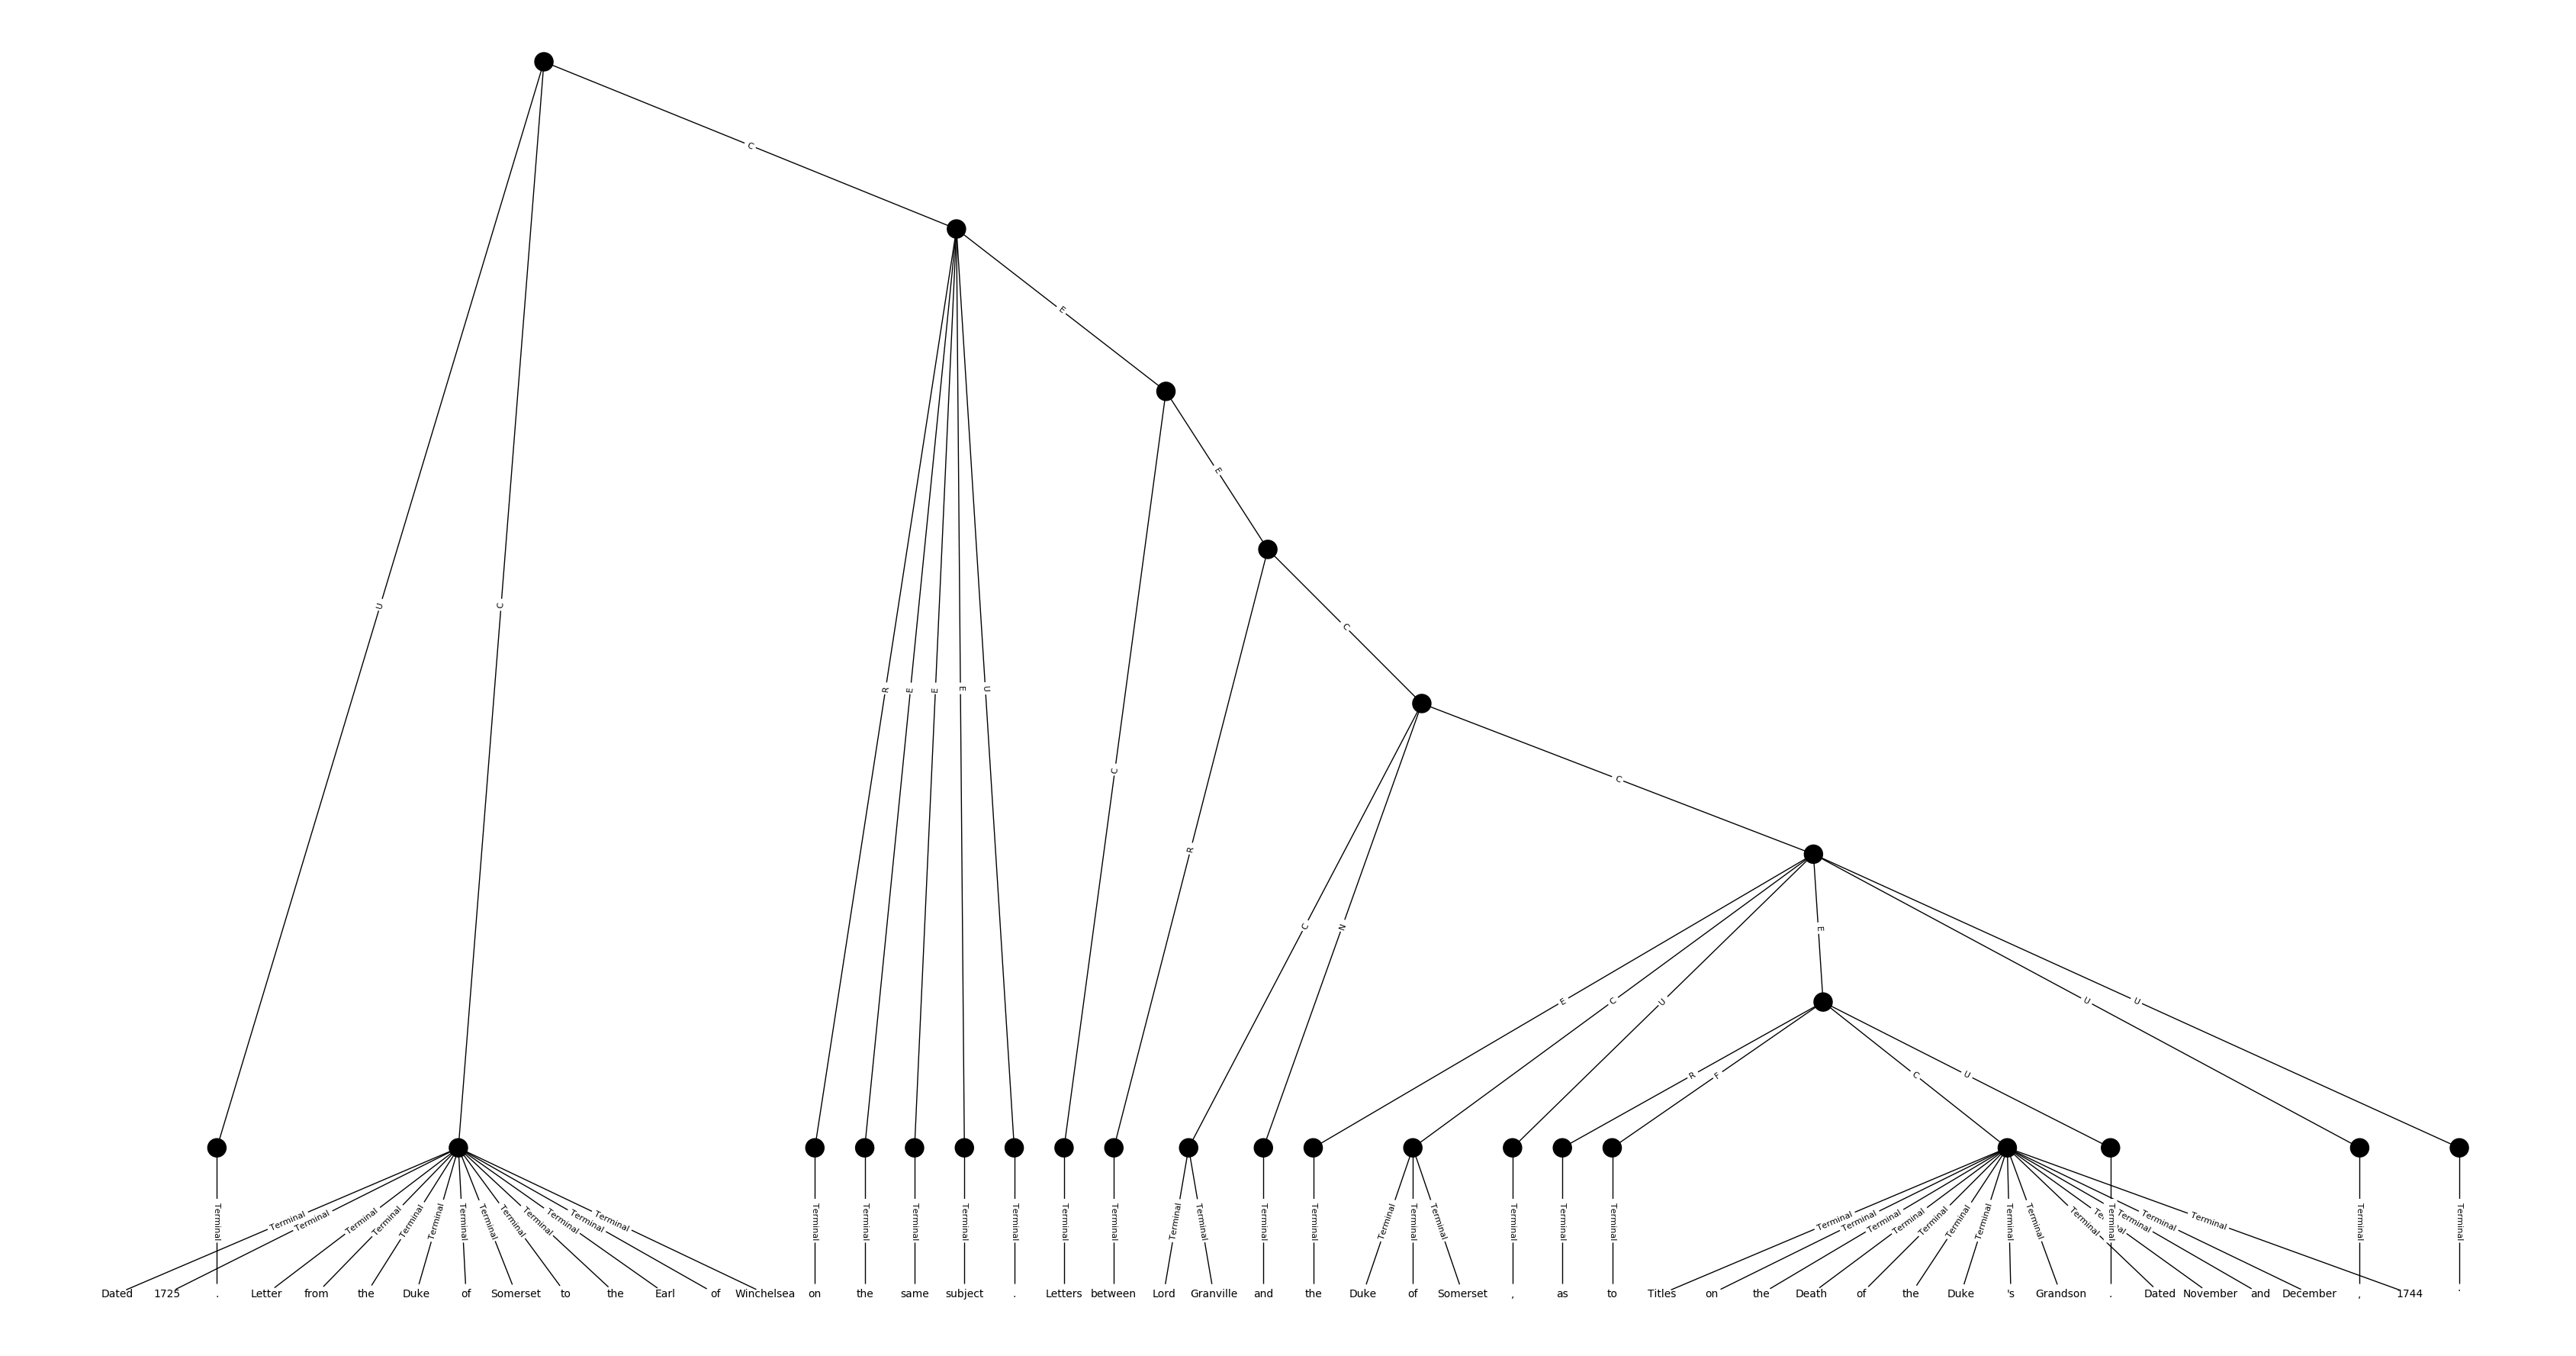 C
E
E
U C
C
R E E E U
C
C
R
C N
E
E C U U U
R F C U
Terminal Terminal Terminal Terminal Terminal Terminal Terminal Terminal Terminal Terminal Terminal Terminal Terminal Terminal Terminal Terminal Terminal Terminal Terminal Terminal Terminal Terminal Terminal Terminal Terminal Terminal Terminal Terminal Terminal Terminal Terminal Terminal Terminal Terminal Terminal Terminal Terminal Terminal Terminal Terminal Terminal Terminal Terminal Terminal Terminal Terminal Terminal Terminal
Dated 1725 . Letter from the Duke of Somerset to the Earl of Winchelsea on the same subject . Letters between Lord Granville and the Duke of Somerset , as to Titles on the Death of the Duke 's Grandson . Dated November and December , 1744 .